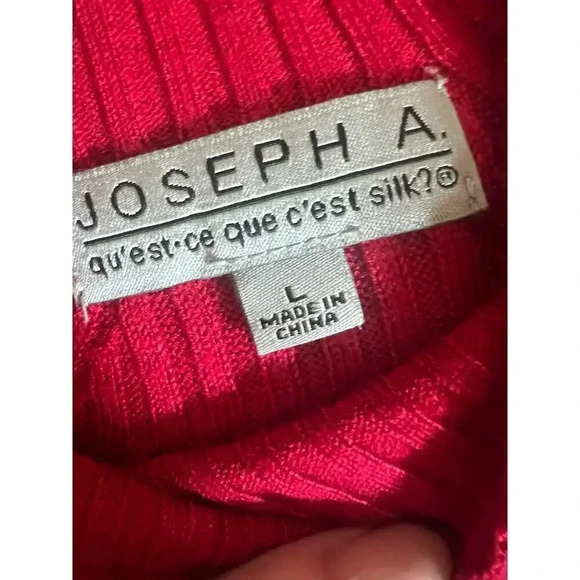 JOSEPH A.
qu'est-ce que c'est silk?®
L
MADE IN
CHINA